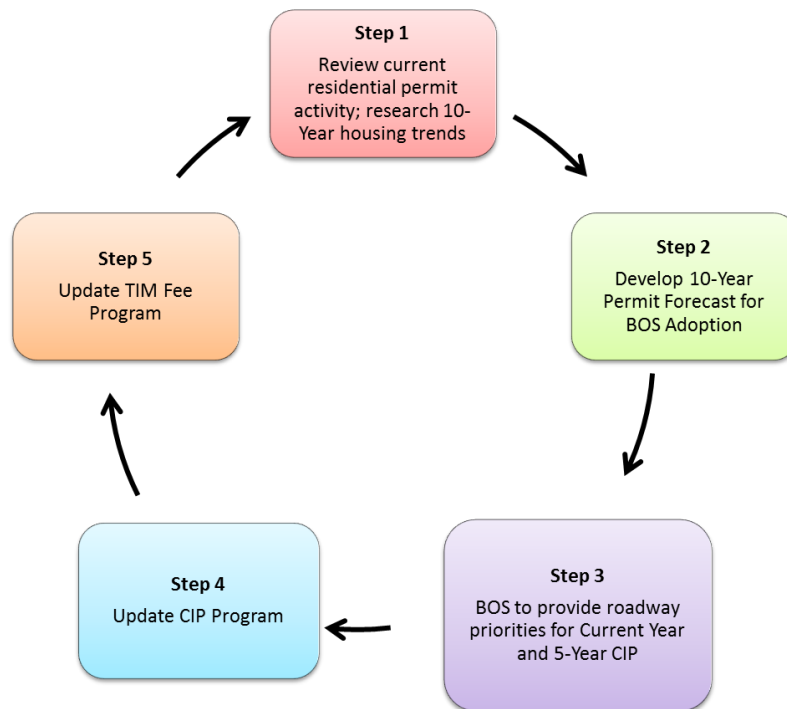 Step 1
Review current
residential permit
activity; research 10-
Year housing trends
Step 2
Develop 10-Year
Permit Forecast for
BOS Adoption
Step 3
BOS to provide roadway
priorities for Current Year
and 5-Year CIP
Step 4
Update CIP Program
Step 5
Update TIM Fee
Program